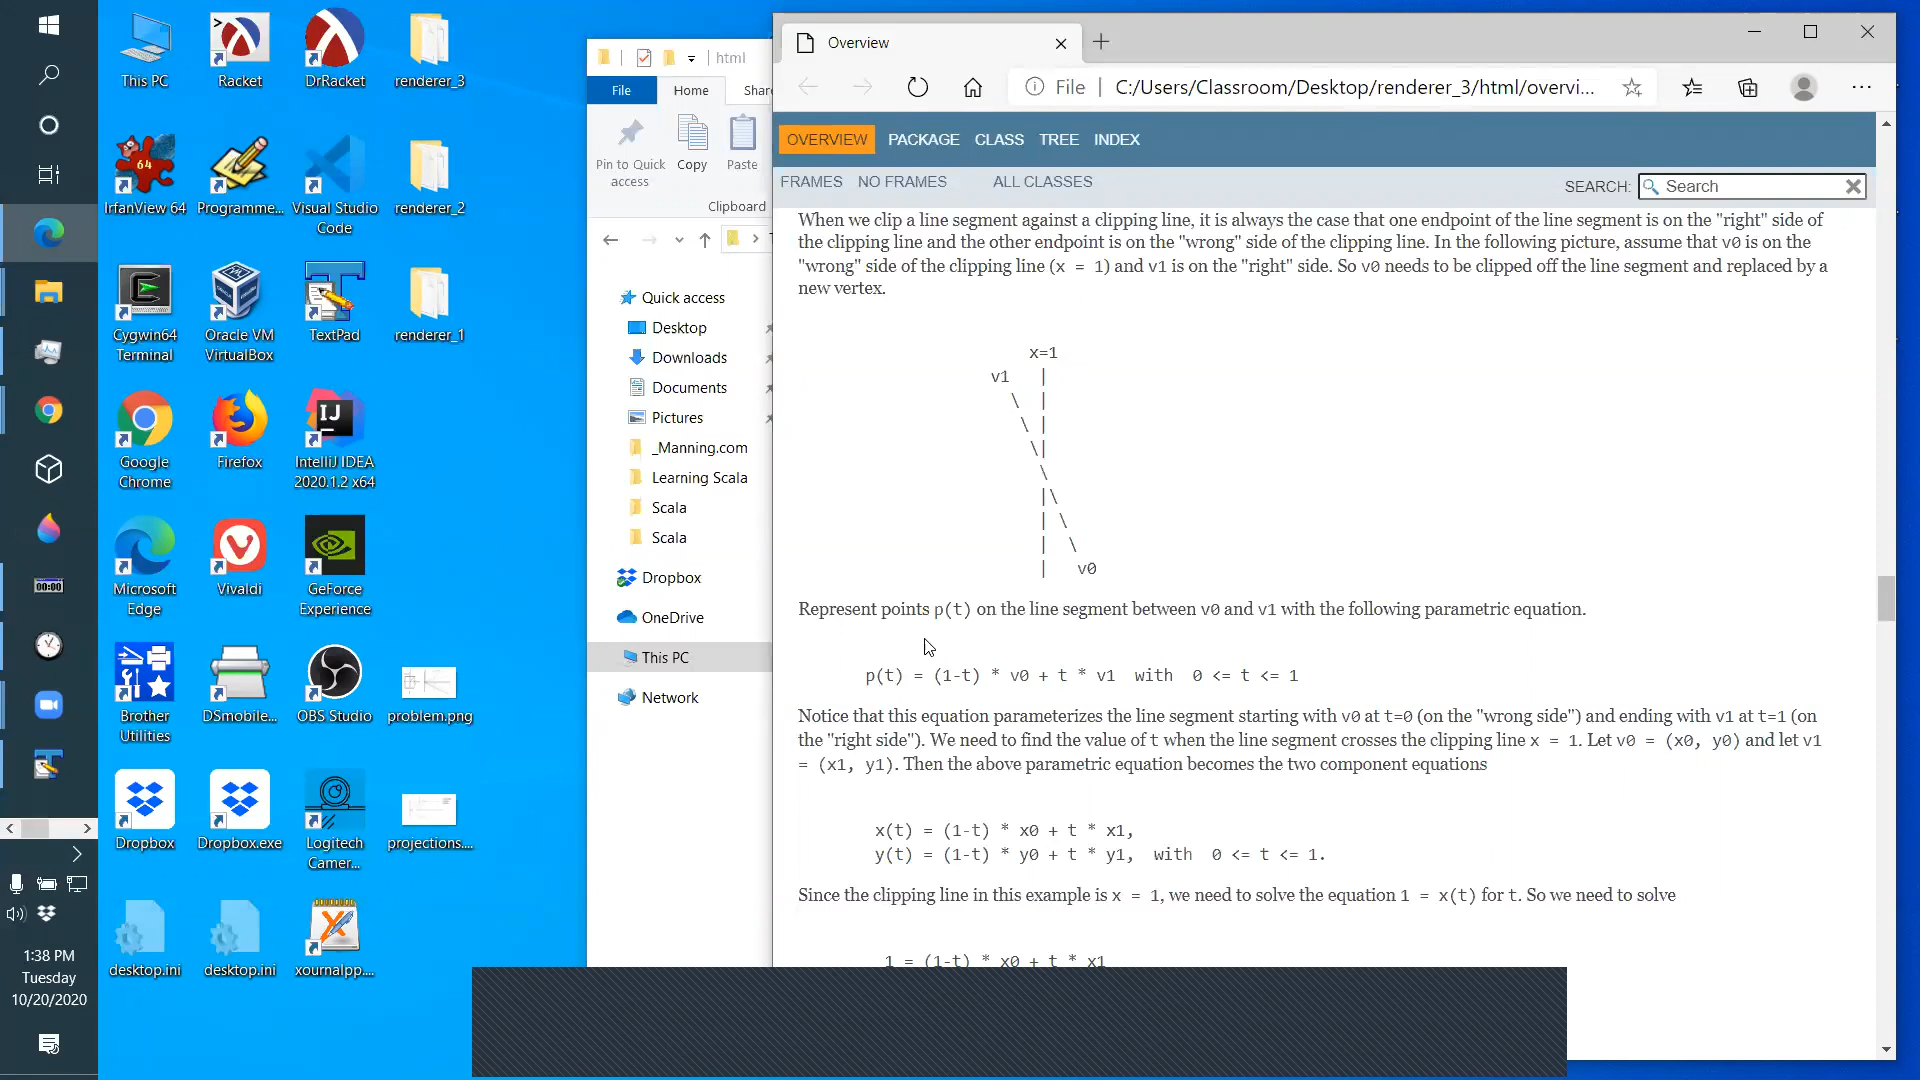 This PC
Racket
DrRacket
renderer_3
IrfanView 64
Programme...
Visual Studio
Code
renderer_2
Cygwin64
Terminal
Oracle VM
VirtualBox
TextPad
renderer_1
Google
Chrome
Firefox
IntelliJ IDEA
2020.1.2 x64
Microsoft
Edge
Vivaldi
GeForce
Experience
Brother
Utilities
DSmobile...
OBS Studio
problem.png
Dropbox
Dropbox.exe
Logitech
Camer...
projections....
desktop.ini
desktop.ini
xournalpp....
00:00
1:38 PM
Tuesday
10/20/2020
html
File
Home
Shar
Pin to Quick
access
Copy
Paste
Clipboard
Quick access
Desktop
Downloads
Documents
Pictures
_Manning.com
Learning Scala
Scala
Scala
Dropbox
OneDrive
This PC
Network
Overview
File | C:/Users/Classroom/Desktop/renderer_3/html/overvi...
OVERVIEW PACKAGE CLASS TREE INDEX
FRAMES NO FRAMES ALL CLASSES
SEARCH: Search
When we clip a line segment against a clipping line, it is always the case that one endpoint of the line segment is on the "right" side of
the clipping line and the other endpoint is on the "wrong" side of the clipping line. In the following picture, assume that v0 is on the
"wrong" side of the clipping line (x = 1) and v1 is on the "right" side. So v0 needs to be clipped off the line segment and replaced by a
new vertex.
x=1
v1 |
\ |
\ |
\|
\
|\
| \
| \
| v0
Represent points p(t) on the line segment between v0 and v1 with the following parametric equation.
p(t) = (1-t) * v0 + t * v1 with 0 <= t <= 1
Notice that this equation parameterizes the line segment starting with v0 at t=0 (on the "wrong side") and ending with v1 at t=1 (on
the "right side"). We need to find the value of t when the line segment crosses the clipping line x = 1. Let v0 = (x0, y0) and let v1
= (x1, y1). Then the above parametric equation becomes the two component equations
x(t) = (1-t) * x0 + t * x1,
y(t) = (1-t) * y0 + t * y1, with 0 <= t <= 1.
Since the clipping line in this example is x = 1, we need to solve the equation 1 = x(t) for t. So we need to solve
1 = (1-t) * x0 + t * x1